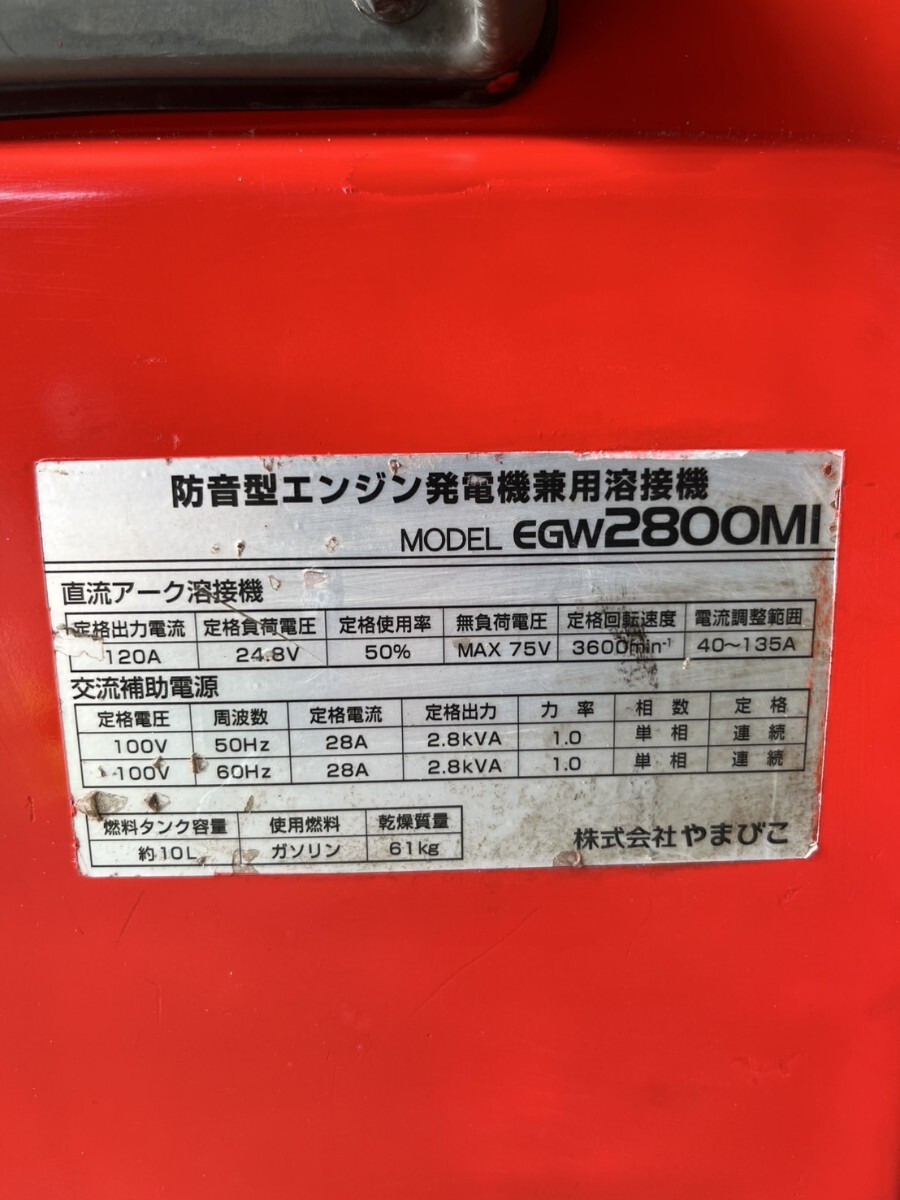 防音型エンジン発電機兼用溶接機
MODEL EGW2800MI
直流アーク溶接機
定格出力電流 定格負荷電圧 定格使用率 無負荷電圧 定格回転速度 電流調整範囲
120A 24.8V 50% MAX 75V 3600min⁻¹ 40～135A
交流補助電源
定格電圧 周波数 定格電流 定格出力 力率 相数 定格
100V 50Hz 28A 2.8kVA 1.0 単相 連続
100V 60Hz 28A 2.8kVA 1.0 単相 連続
燃料タンク容量 使用燃料 乾燥質量
約10L ガソリン 61kg
株式会社 やまびこ